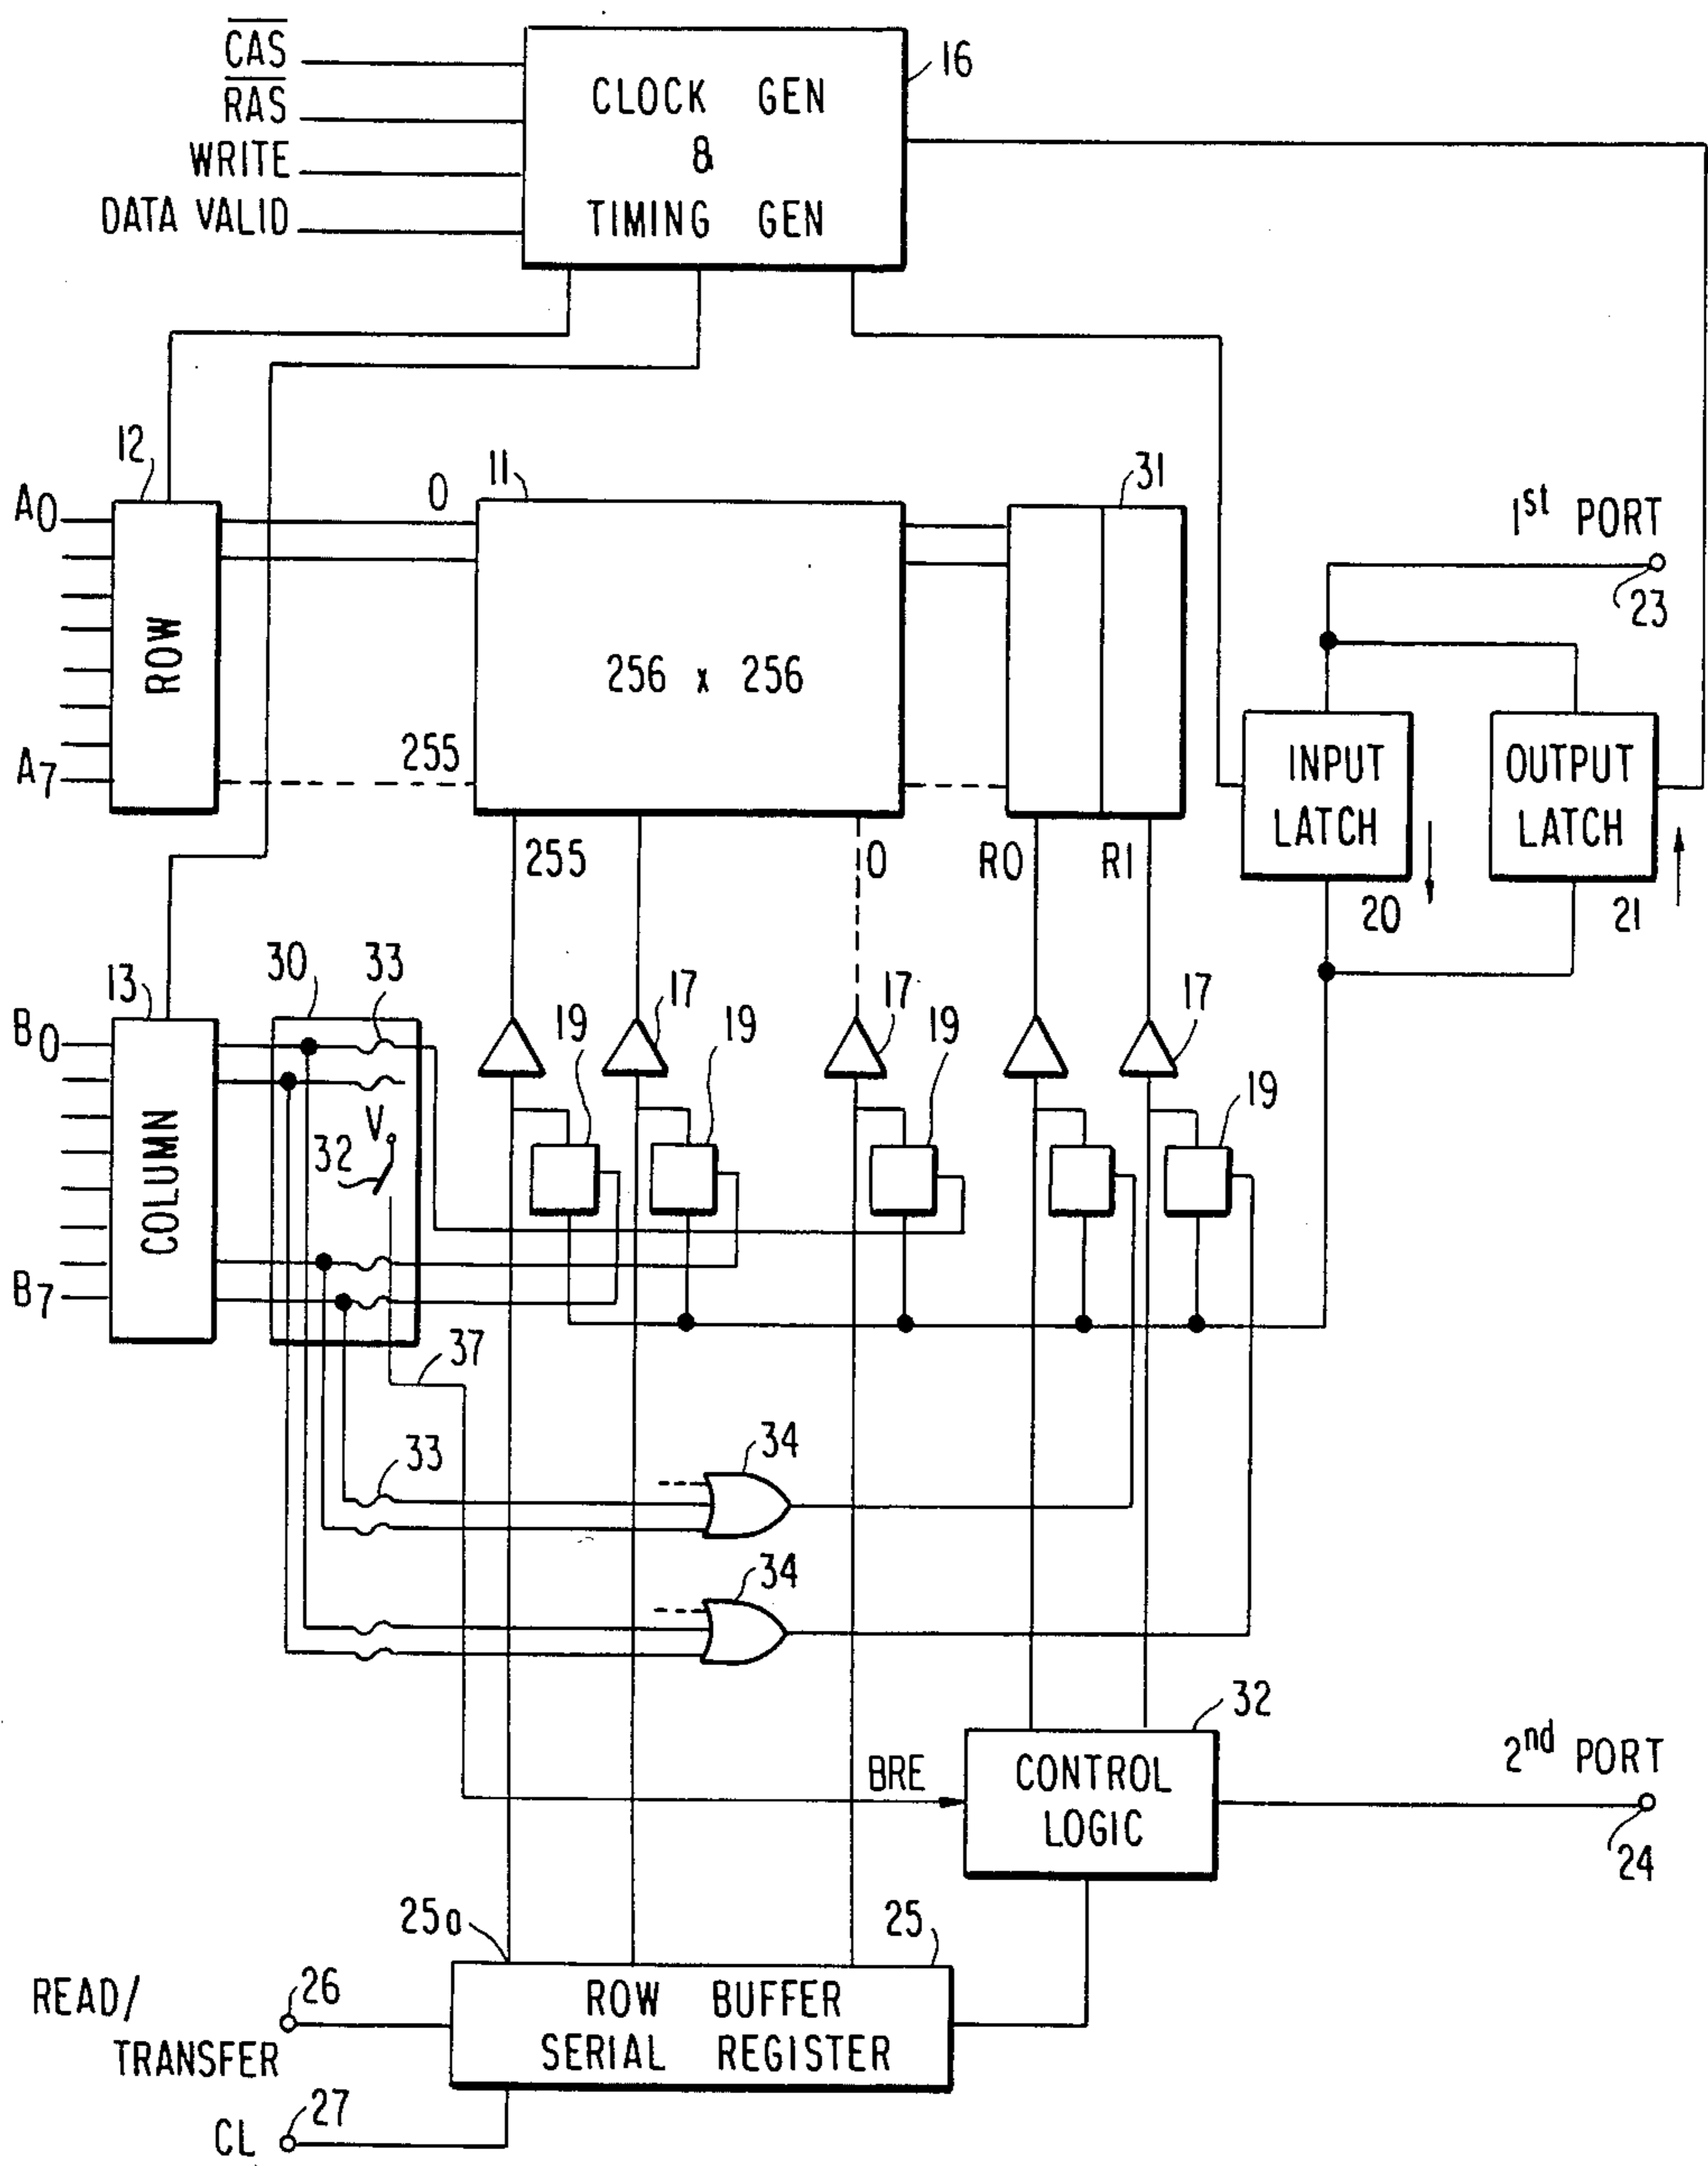 CAS
RAS
WRITE
DATA VALID
CLOCK GEN
&
TIMING GEN
16
12
A0
A7
ROW
0
255
11
256 x 256
31
1st PORT
23
INPUT
LATCH
OUTPUT
LATCH
20
21
255
0
R0
R1
13
30
33
B0
B7
COLUMN
V
32
19
17
19
17
19
17
19
37
33
34
34
32
BRE
CONTROL
LOGIC
2nd PORT
24
25a
25
READ/
TRANSFER
26
ROW BUFFER
SERIAL REGISTER
CL
27